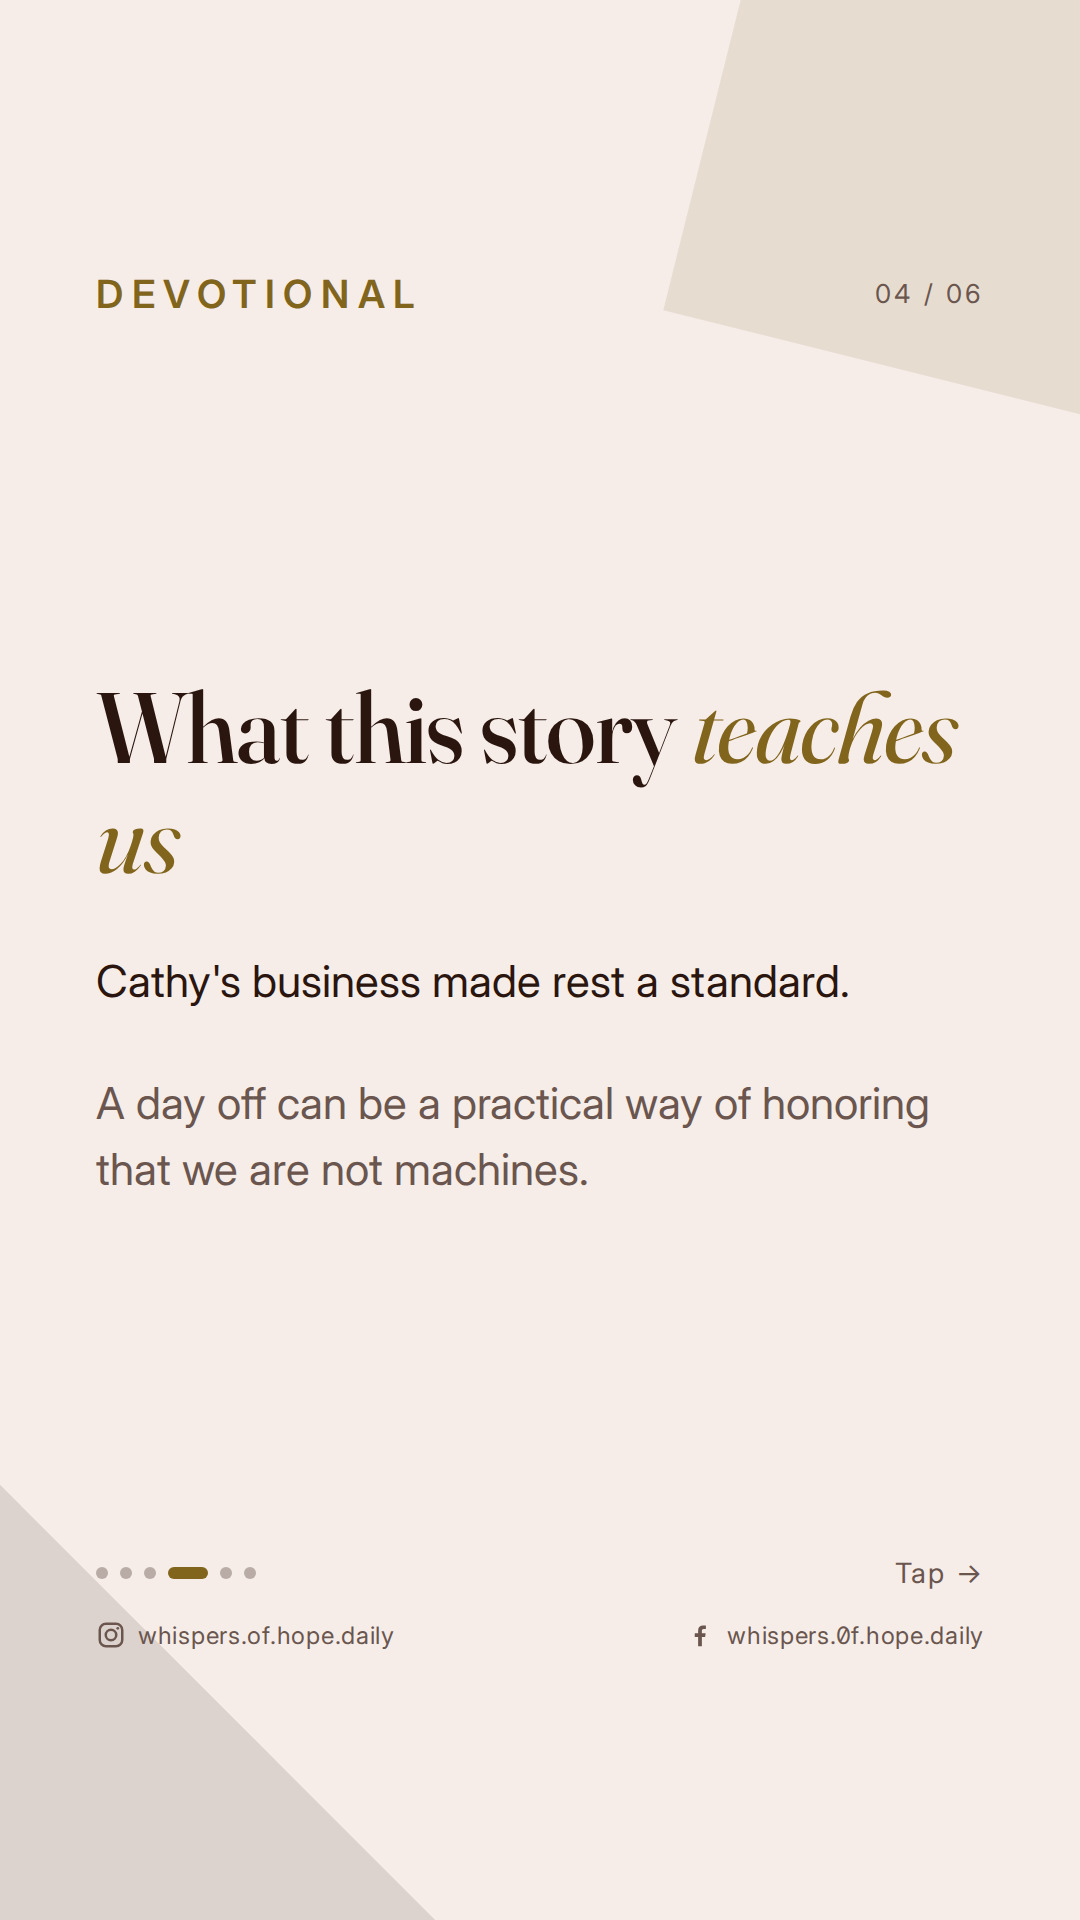 DEVOTIONAL
04 / 06
What this story teaches
us
Cathy's business made rest a standard.
A day off can be a practical way of honoring
that we are not machines.
Tap →
whispers.of.hope.daily
whispers.0f.hope.daily